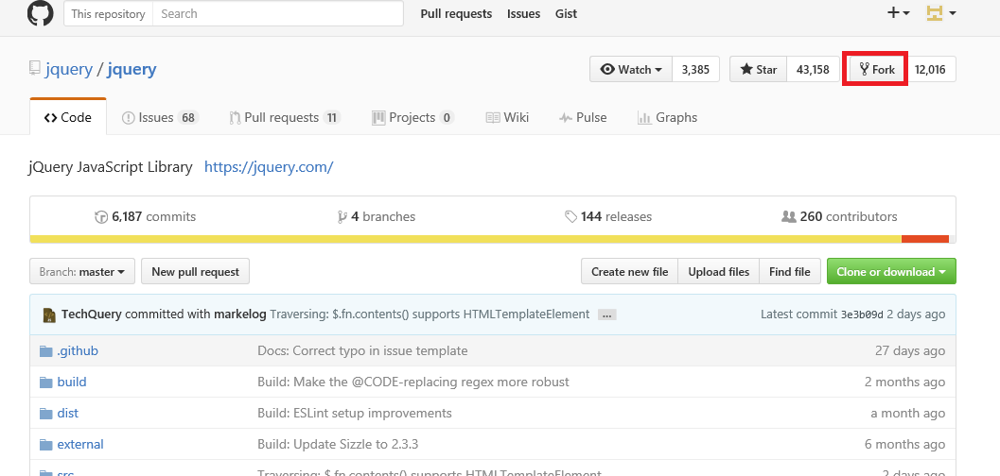 This repository Search Pull requests Issues Gist
jquery / jquery Watch 3,385 Star 43,158 Fork 12,016
Code Issues 68 Pull requests 11 Projects 0 Wiki Pulse Graphs
jQuery JavaScript Library https://jquery.com/
6,187 commits 4 branches 144 releases 260 contributors
Branch: master New pull request Create new file Upload files Find file Clone or download
TechQuery committed with markelog Traversing: $.fn.contents() supports HTMLTemplateElement ... Latest commit 3e3b09d 2 days ago
.github Docs: Correct typo in issue template 27 days ago
build Build: Make the @CODE-replacing regex more robust 2 months ago
dist Build: ESLint setup improvements a month ago
external Build: Update Sizzle to 2.3.3 6 months ago
src Traversing: $.fn.contents() supports HTMLTemplateElement 2 days ago